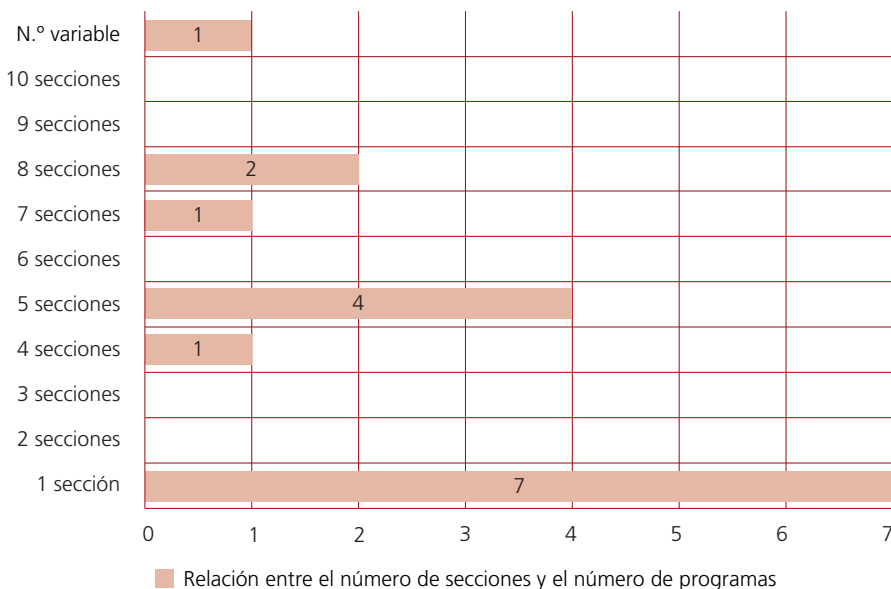 N.º variable 1
10 secciones
9 secciones
8 secciones 2
7 secciones 1
6 secciones
5 secciones 4
4 secciones 1
3 secciones
2 secciones
1 sección 7
0 1 2 3 4 5 6 7
Relación entre el número de secciones y el número de programas